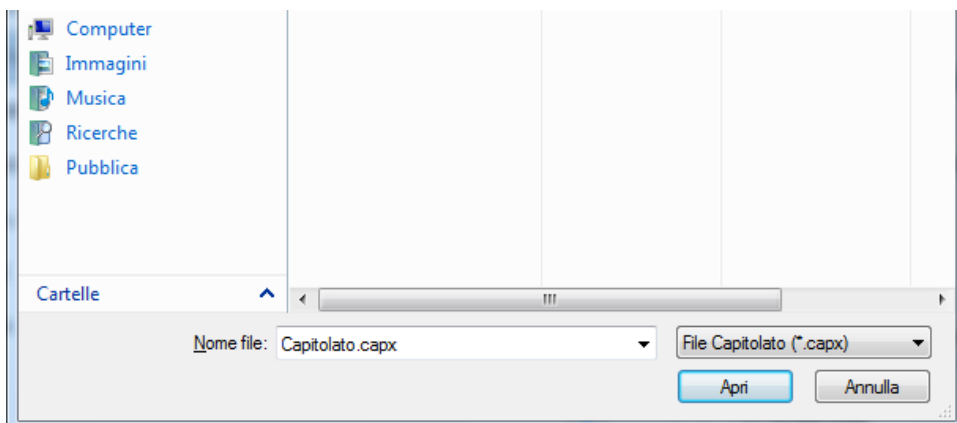 Computer
Immagini
Musica
Ricerche
Pubblica
Cartelle
Nome file: Capitolato.capx File Capitolato (*.capx)
Apri Annulla